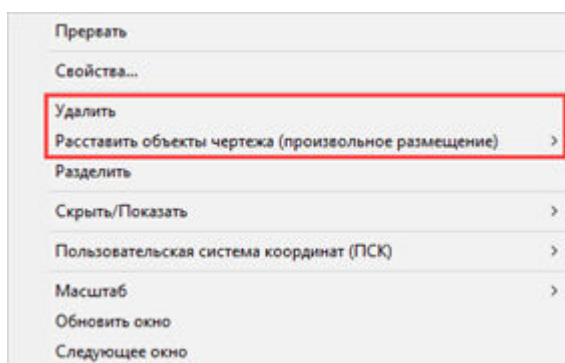 Прервать
Свойства...
Удалить
Расставить объекты чертежа (произвольное размещение)
Разделить
Скрыть/Показать
Пользовательская система координат (ПСК)
Масштаб
Обновить окно
Следующее окно